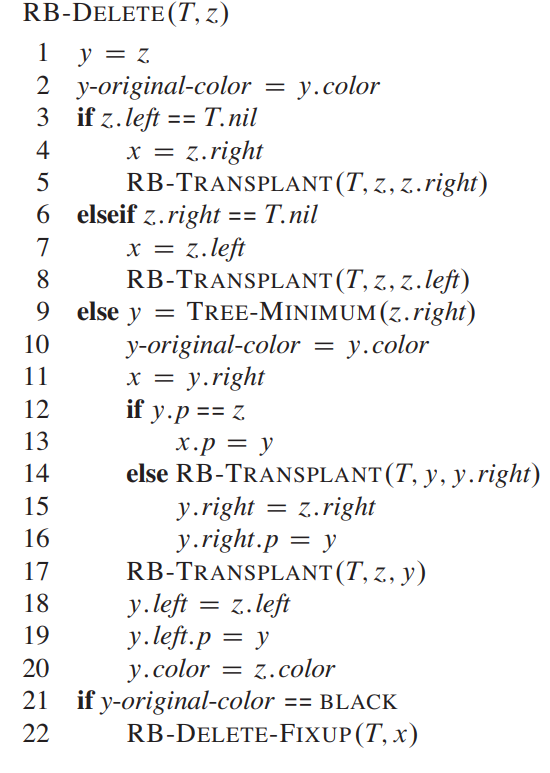 RB-DELETE(T, z)
1 y = z
2 y-original-color = y.color
3 if z.left == T.nil
4 x = z.right
5 RB-TRANSPLANT(T, z, z.right)
6 elseif z.right == T.nil
7 x = z.left
8 RB-TRANSPLANT(T, z, z.left)
9 else y = TREE-MINIMUM(z.right)
10 y-original-color = y.color
11 x = y.right
12 if y.p == z
13 x.p = y
14 else RB-TRANSPLANT(T, y, y.right)
15 y.right = z.right
16 y.right.p = y
17 RB-TRANSPLANT(T, z, y)
18 y.left = z.left
19 y.left.p = y
20 y.color = z.color
21 if y-original-color == BLACK
22 RB-DELETE-FIXUP(T, x)